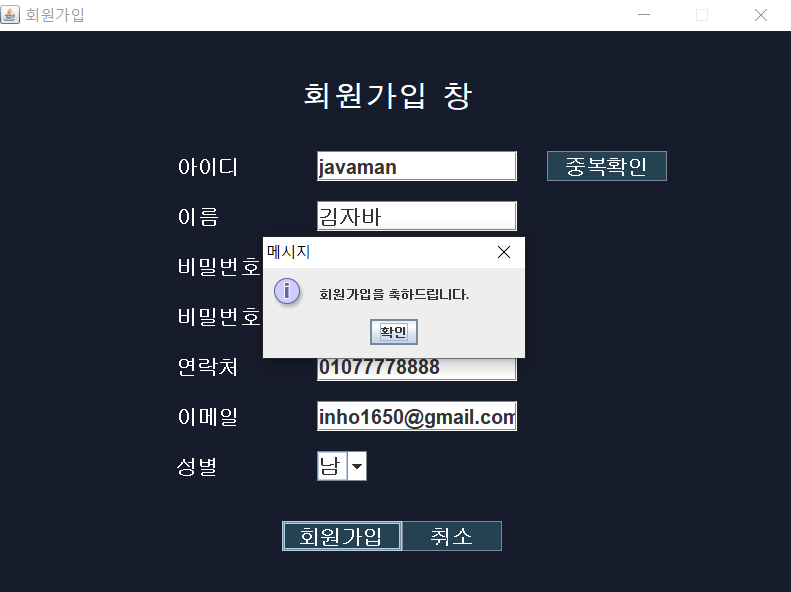 회원가입
회원가입 창
아이디 javaman 중복확인
이름 김자바
메시지
비밀번호
회원가입을 축하드립니다.
비밀번호
확인
연락처 01077778888
이메일 inho1650@gmail.com
성별 남
회원가입 취소